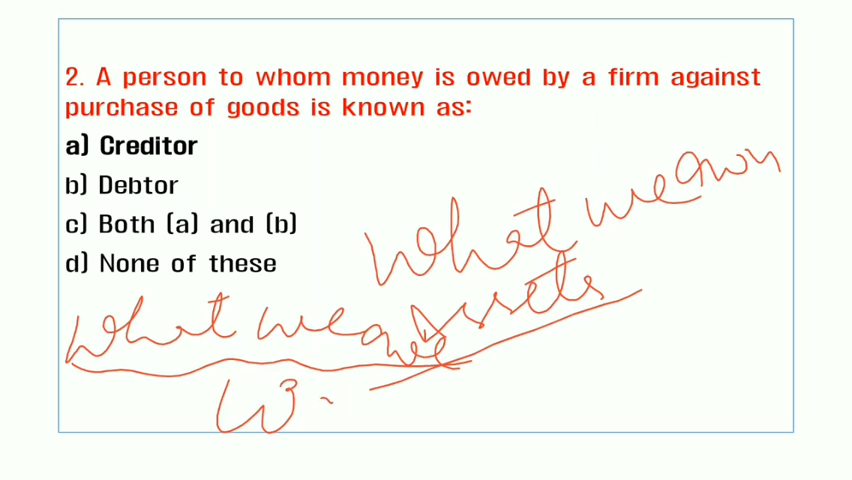 2. A person to whom money is owed by a firm against
purchase of goods is known as:
a) Creditor
b) Debtor
c) Both (a) and (b)
d) None of these
What we own
Assets
What we owe